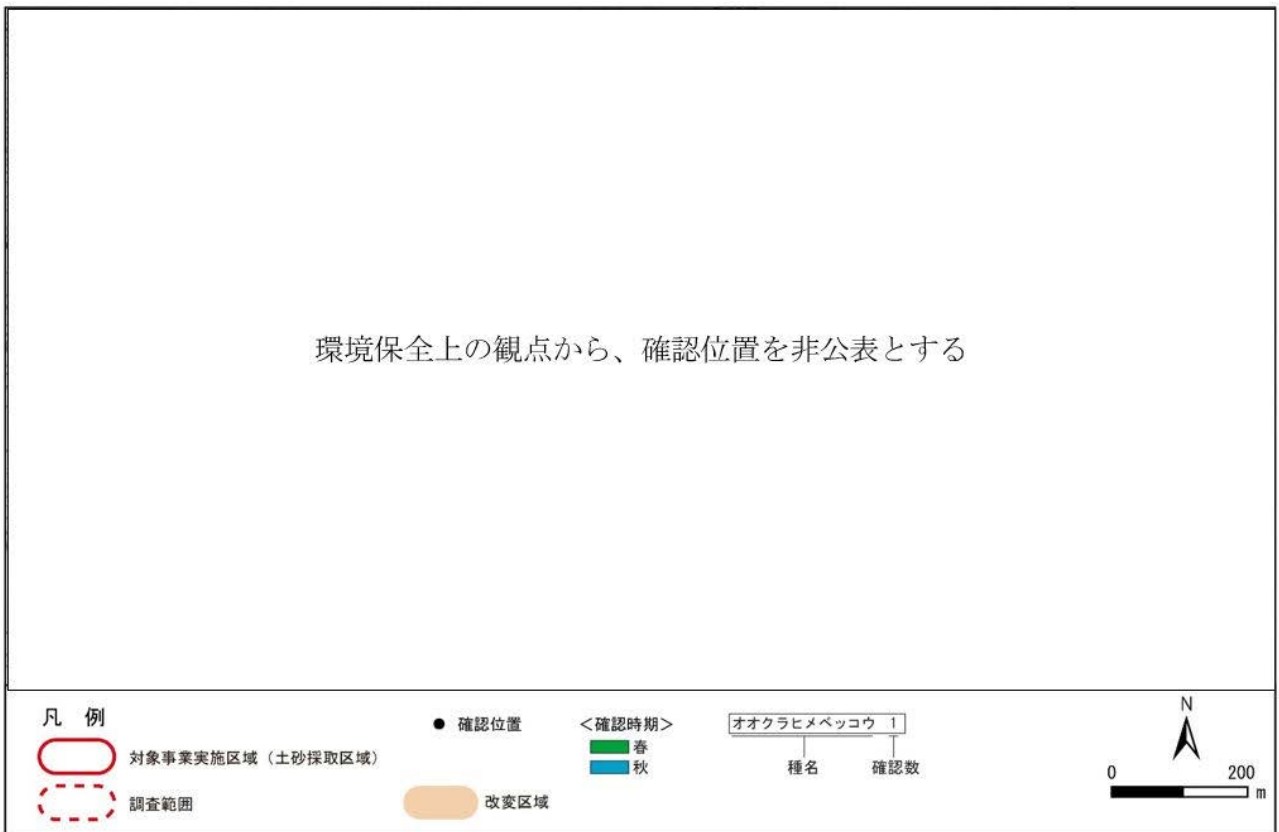 環境保全上の観点から、確認位置を非公表とする
凡 例
対象事業実施区域（土砂採取区域）
調査範囲
● 確認位置
改変区域
＜確認時期＞
春
秋
オオクラヒメベッコウ 1
種名 確認数
N
0 200
m